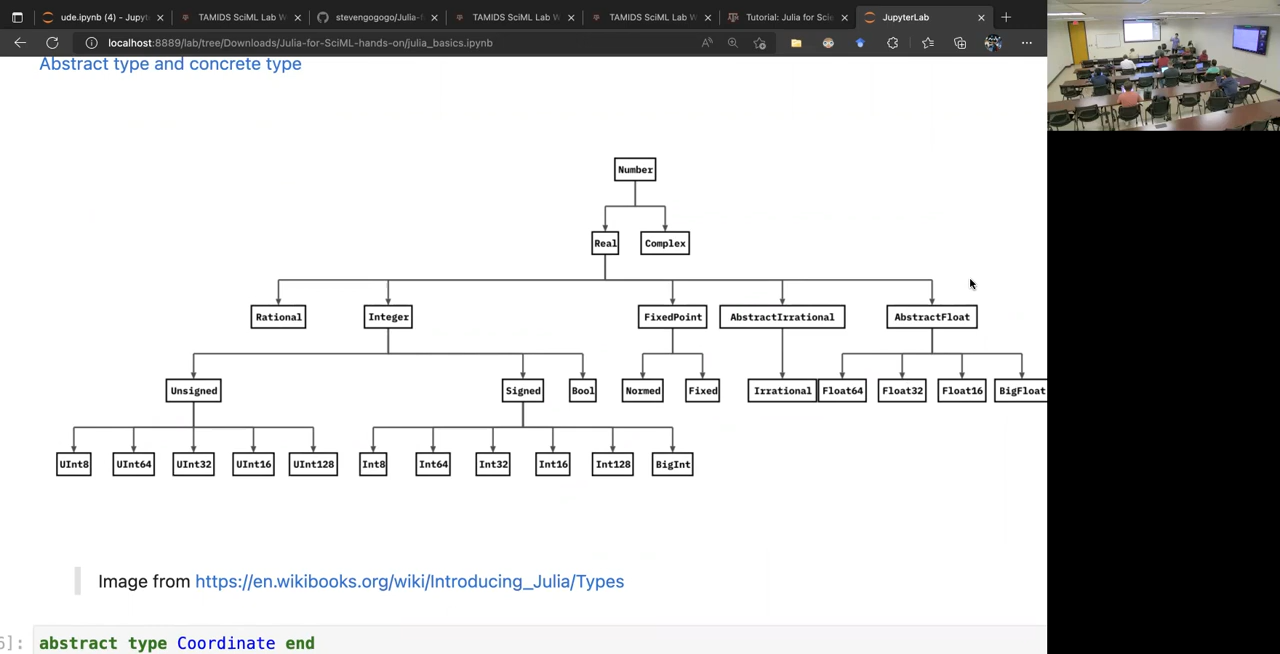 ude.ipynb (4) - Jupyt
TAMIDS SciML Lab W
stevengogogo/Julia-f
TAMIDS SciML Lab W
TAMIDS SciML Lab W
Tutorial: Julia for Scie
JupyterLab
localhost:8889/lab/tree/Downloads/Julia-for-SciML-hands-on/julia_basics.ipynb
Abstract type and concrete type
Number
Real Complex
Rational Integer FixedPoint AbstractIrrational AbstractFloat
Unsigned Signed Bool Normed Fixed Irrational Float64 Float32 Float16 BigFloat
UInt8 UInt64 UInt32 UInt16 UInt128 Int8 Int64 Int32 Int16 Int128 BigInt
Image from https://en.wikibooks.org/wiki/Introducing_Julia/Types
]: abstract type Coordinate end